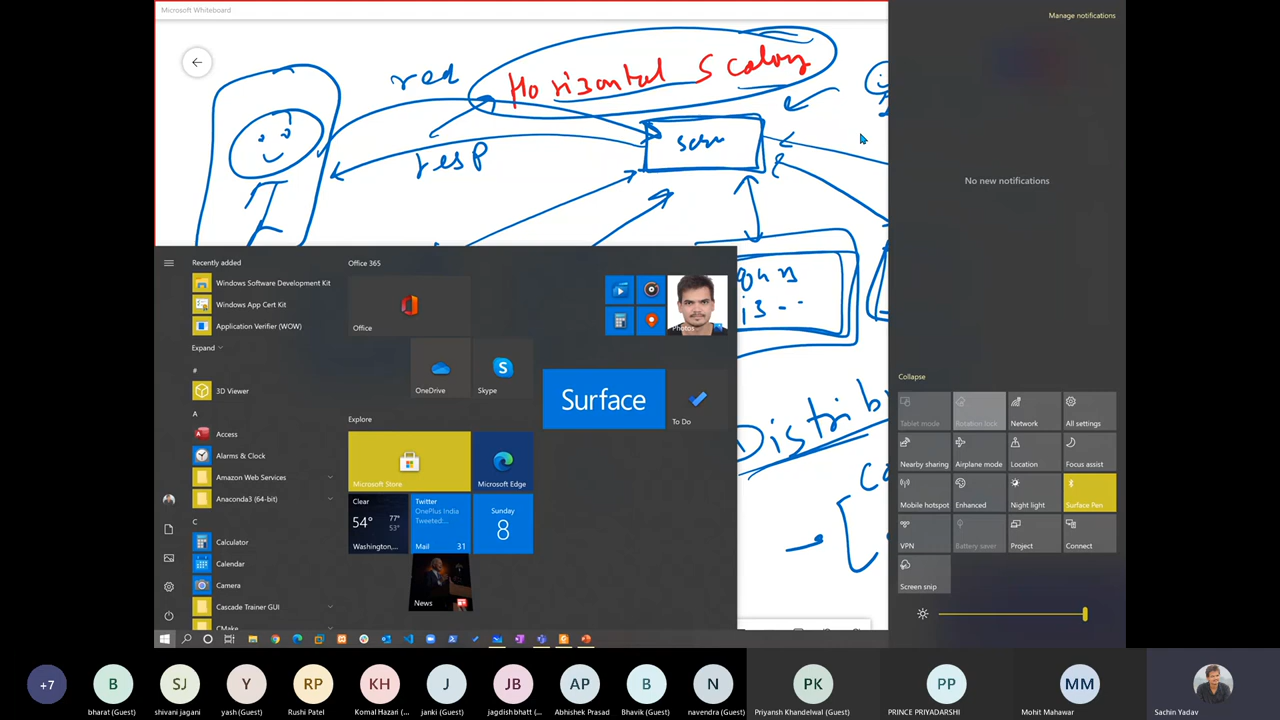 Microsoft Whiteboard
Manage notifications
Horizontal Scaling
resp
No new notifications
Recently added
Windows Software Development Kit
Windows App Cert Kit
Application Verifier (WOW)
Expand
#
3D Viewer
A
Access
Alarms & Clock
Amazon Web Services
Anaconda3 (64-bit)
C
Calculator
Calendar
Camera
Cascade Trainer GUI
CMake
Office 365
Office
Photos
OneDrive
Skype
Surface
To Do
Explore
Microsoft Store
Microsoft Edge
Clear
54° 77° 53°
Washington,...
Twitter
OnePlus India
Tweeted:...
Mail 31
Sunday
8
News
Distrib
Collapse
Tablet mode
Rotation lock
Network
All settings
Nearby sharing
Airplane mode
Location
Focus assist
Mobile hotspot
Enhanced
Night light
Surface Pen
VPN
Battery saver
Project
Connect
Screen snip
+7
B
bharat (Guest)
SJ
shivani jagani
Y
yash (Guest)
RP
Rushi Patel
KH
Komal Hazari (...
J
janki (Guest)
JB
jagdish bhatt (...
AP
Abhishek Prasad
B
Bhavik (Guest)
N
navendra (Guest)
PK
Priyansh Khandelwal (Guest)
PP
PRINCE PRIYADARSHI
MM
Mohit Mahawar
Sachin Yadav